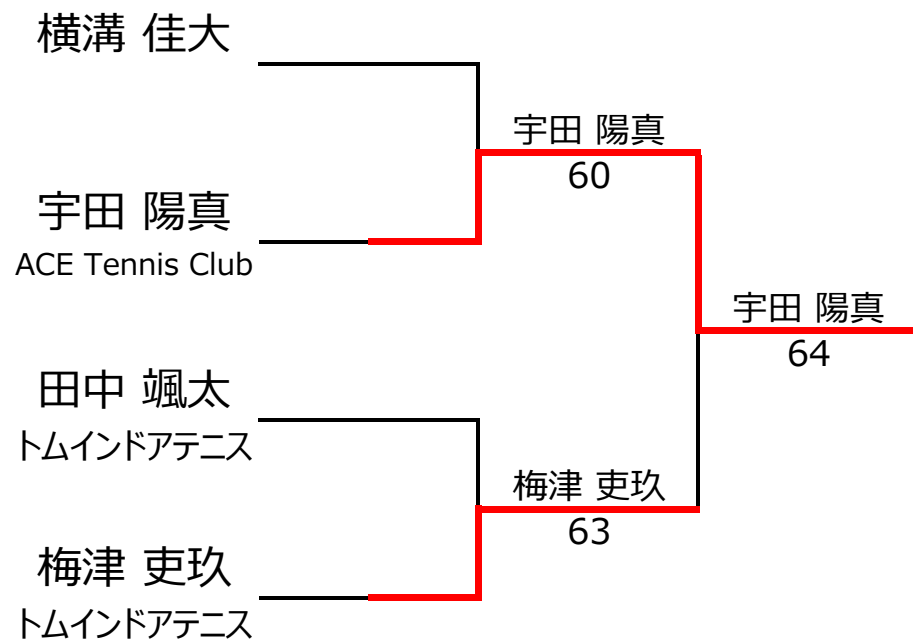 横溝 佳大
宇田 陽真
60
宇田 陽真
ACE Tennis Club
宇田 陽真
64
田中 颯太
トムインドアテニス
梅津 吏玖
63
梅津 吏玖
トムインドアテニス